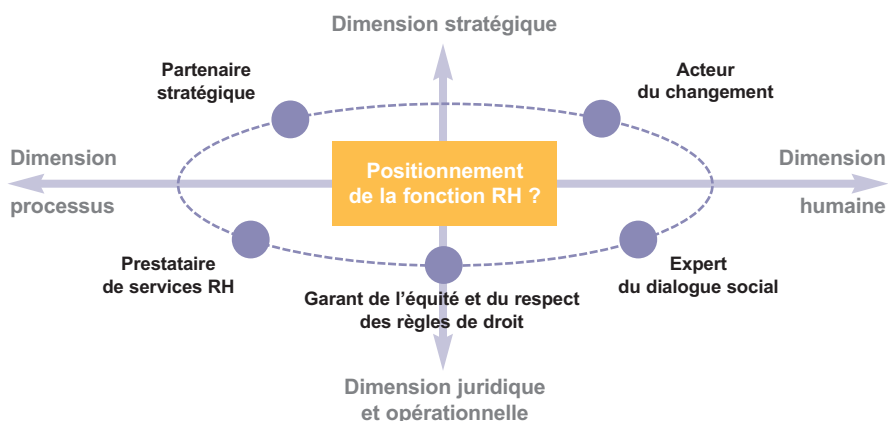 Dimension stratégique
Partenaire
stratégique
Acteur
du changement
Dimension
processus
Positionnement
de la fonction RH ?
Dimension
humaine
Prestataire
de services RH
Garant de l’équité et du respect
des règles de droit
Expert
du dialogue social
Dimension juridique
et opérationnelle